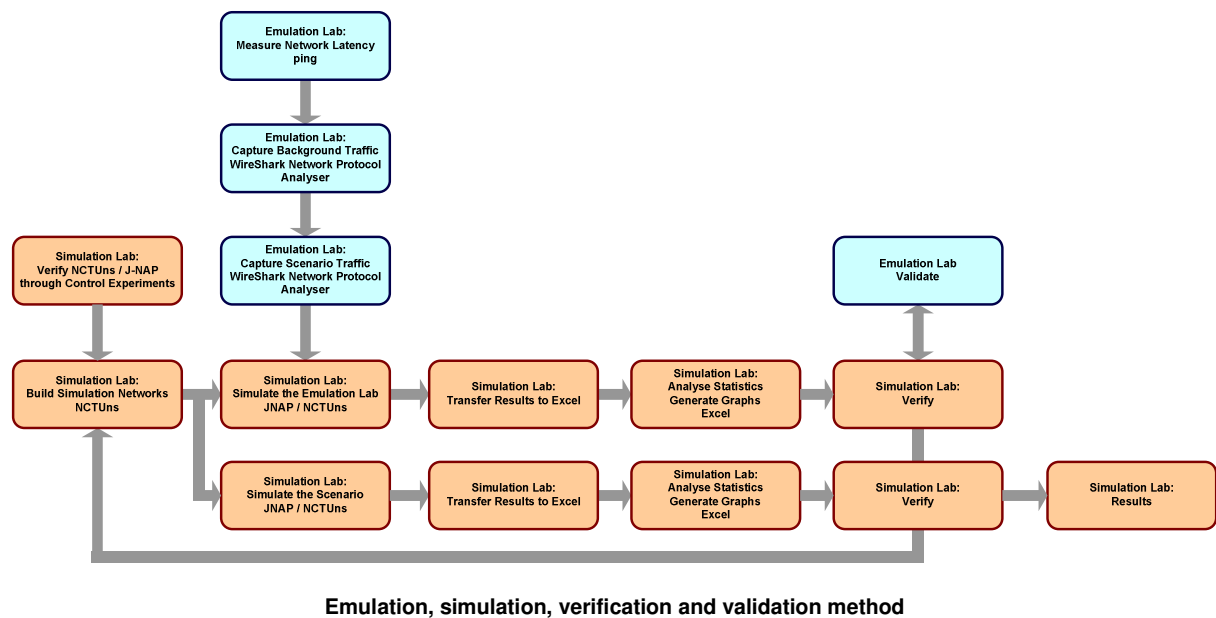 Emulation Lab:
Measure Network Latency
ping
Emulation Lab:
Capture Background Traffic
WireShark Network Protocol
Analyser
Simulation Lab:
Verify NCTUns / J-NAP
through Control Experiments
Emulation Lab:
Capture Scenario Traffic
WireShark Network Protocol
Analyser
Emulation Lab
Validate
Simulation Lab:
Build Simulation Networks
NCTUns
Simulation Lab:
Simulate the Emulation Lab
JNAP / NCTUns
Simulation Lab:
Transfer Results to Excel
Simulation Lab:
Analyse Statistics
Generate Graphs
Excel
Simulation Lab:
Verify
Simulation Lab:
Simulate the Scenario
JNAP / NCTUns
Simulation Lab:
Transfer Results to Excel
Simulation Lab:
Analyse Statistics
Generate Graphs
Excel
Simulation Lab:
Verify
Simulation Lab:
Results
Emulation, simulation, verification and validation method